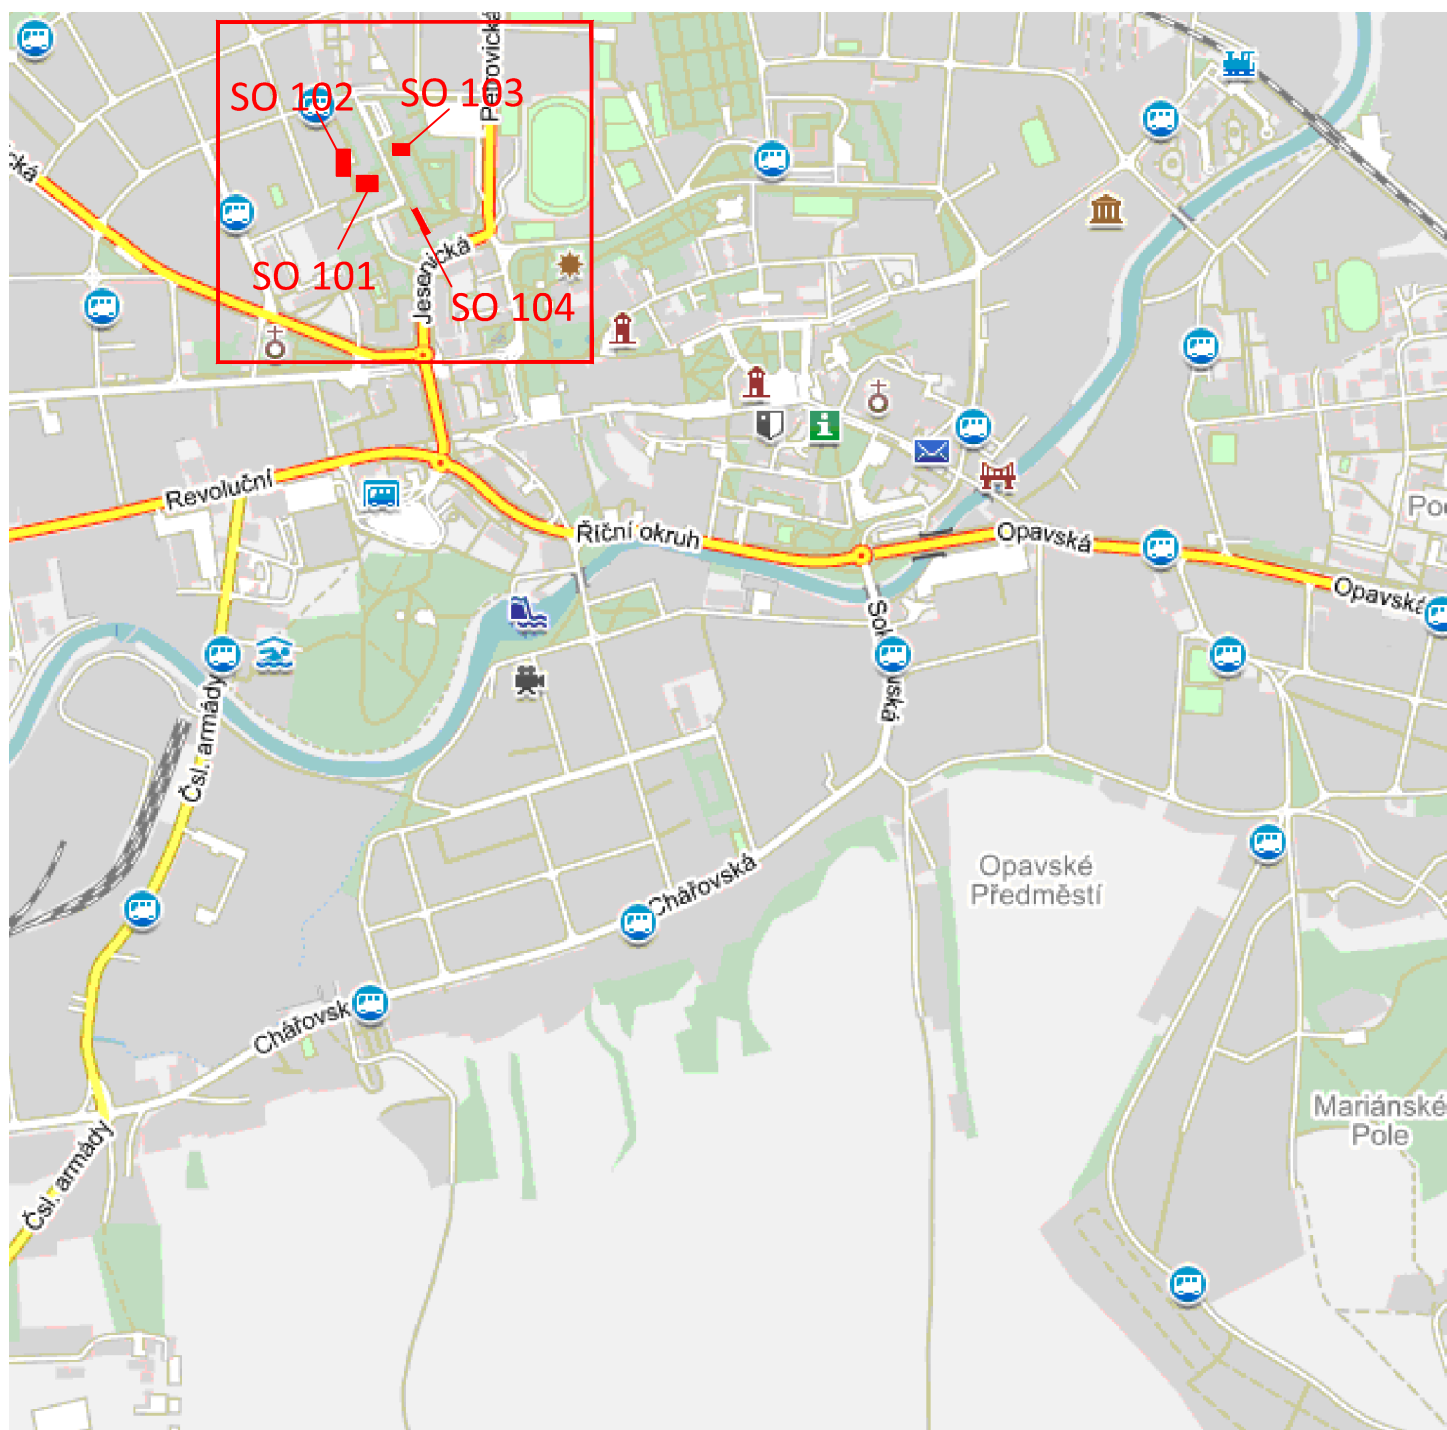 Petrovická
SO 102
SO 103
cká
SO 101
Jesenická
SO 104
Revoluční
Říční okruh
Opavská
Opavská
Čsl. armády
Chářovská
Opavské
Předměstí
Chářovsk
Mariánské
Pole
Čsl. armády